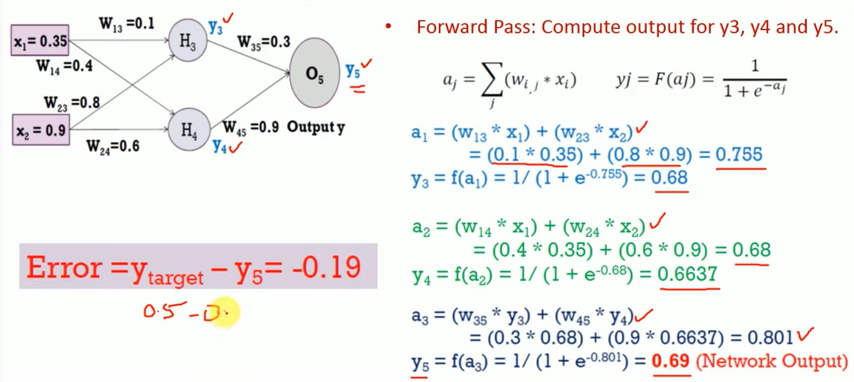 W13 =0.1
x1= 0.35
H3
y3
W35=0.3
W14 =0.4
O5
y5
W23 =0.8
x2 = 0.9
H4
W45 =0.9 Output y
W24 =0.6
y4
Error =ytarget – y5= -0.19
0.5 – 0.
• Forward Pass: Compute output for y3, y4 and y5.
aj = ∑j (wi,j * xi)    yj = F(aj) = 1 / (1 + e^-aj)
a1 = (w13 * x1) + (w23 * x2)
= (0.1 * 0.35) + (0.8 * 0.9) = 0.755
y3 = f(a1) = 1/ (1 + e^-0.755) = 0.68
a2 = (w14 * x1) + (w24 * x2)
= (0.4 * 0.35) + (0.6 * 0.9) = 0.68
y4 = f(a2) = 1/ (1 + e^-0.68) = 0.6637
a3 = (w35 * y3) + (w45 * y4)
= (0.3 * 0.68) + (0.9 * 0.6637) = 0.801
y5 = f(a3) = 1/ (1 + e^-0.801) = 0.69 (Network Output)